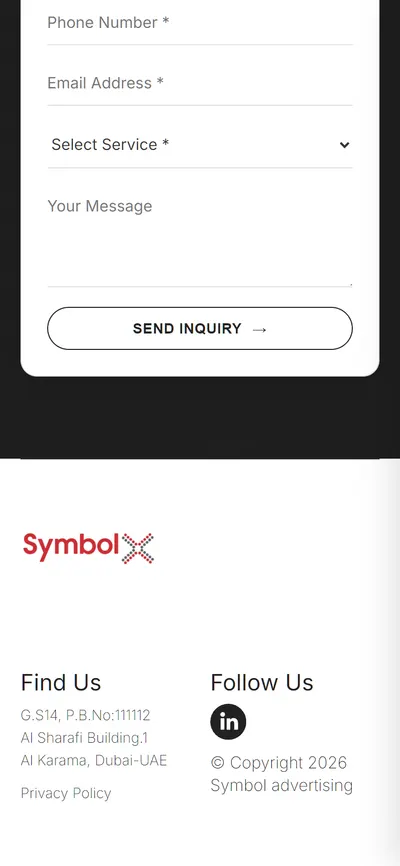 Phone Number *
Email Address *
Select Service *
Your Message
SEND INQUIRY →
SymbolX
Find Us
G.S14, P.B.No:111112
Al Sharafi Building.1
Al Karama, Dubai-UAE
Privacy Policy
Follow Us
in
© Copyright 2026
Symbol advertising